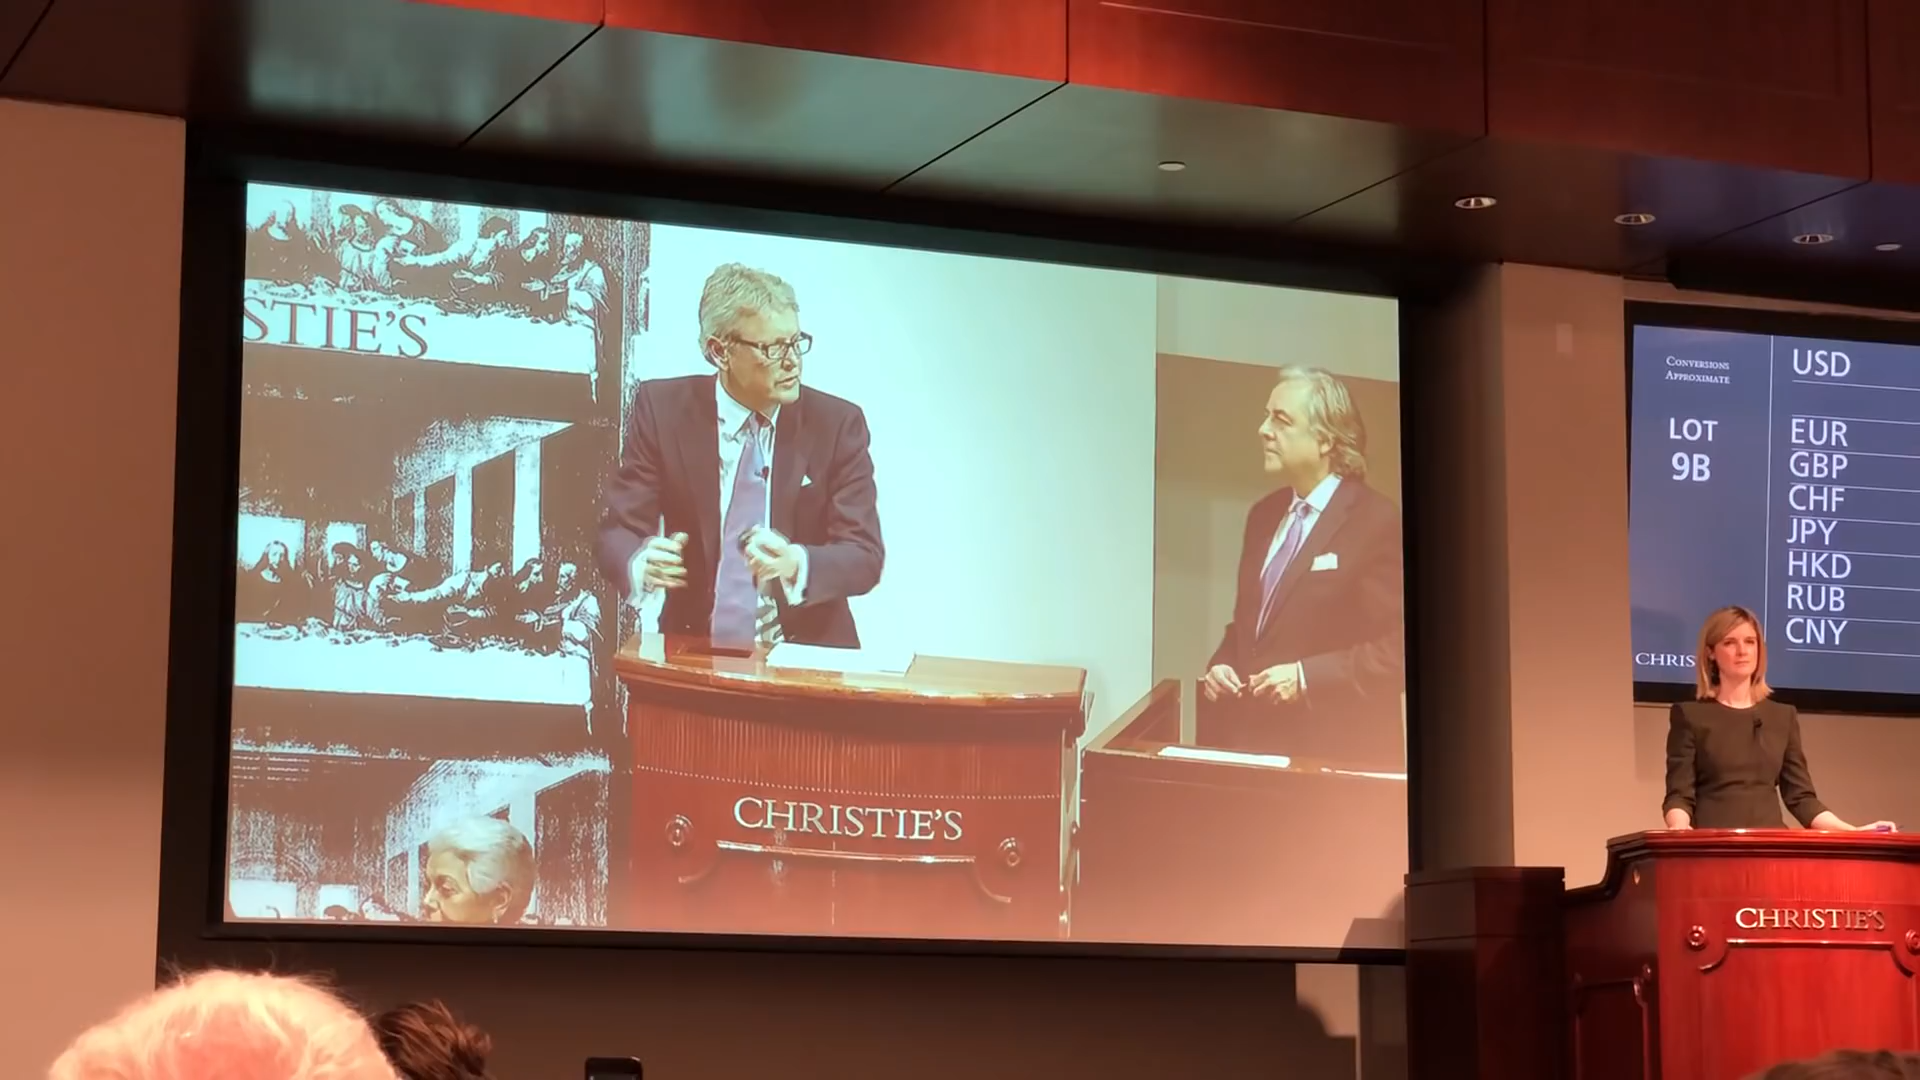 STIE'S
CHRISTIE'S
CONVERSIONS
APPROXIMATE
LOT
9B
USD
EUR
GBP
CHF
JPY
HKD
RUB
CNY
CHRIS
CHRISTIE'S